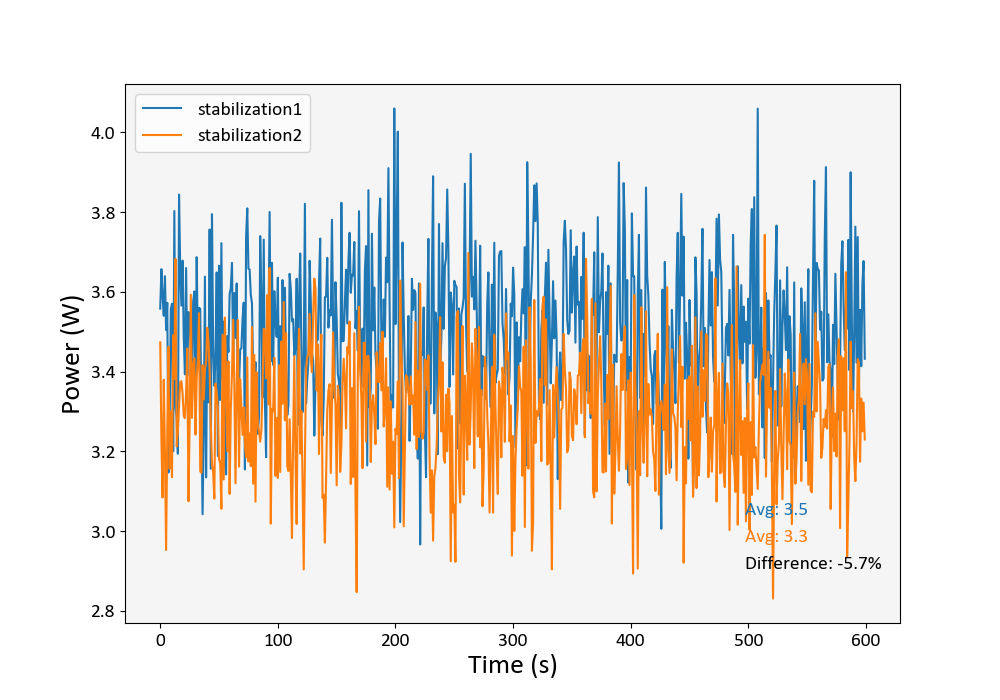 stabilization1
stabilization2
4.0
3.8
3.6
3.4
3.2
3.0
2.8
Power (W)
Avg: 3.5
Avg: 3.3
Difference: -5.7%
0 100 200 300 400 500 600
Time (s)